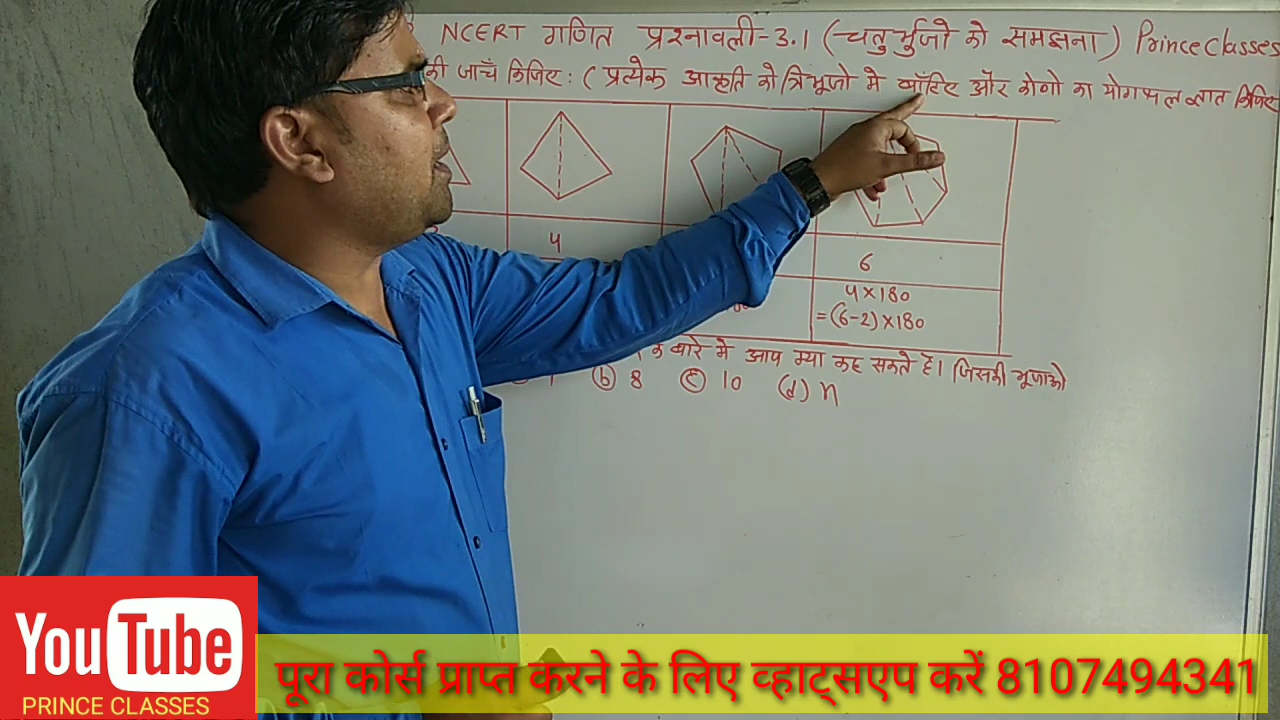 NCERT गणित प्रश्नावली-3.1 (चतुर्भुजो को समझना) Prince Classes
की जाँच किजिए: (प्रत्येक आकृति को त्रिभूजो मे बॉटिए और कोणो का योगफल ज्ञात किजिए
4
6
4×180
=(6-2)×180
के बारे मे आप क्या कह सकते है। जिसकी भूजाको
7 (b) 8 (c) 10 (d) n
YouTube
PRINCE CLASSES
पूरा कोर्स प्राप्त करने के लिए व्हाट्सएप करें 8107494341